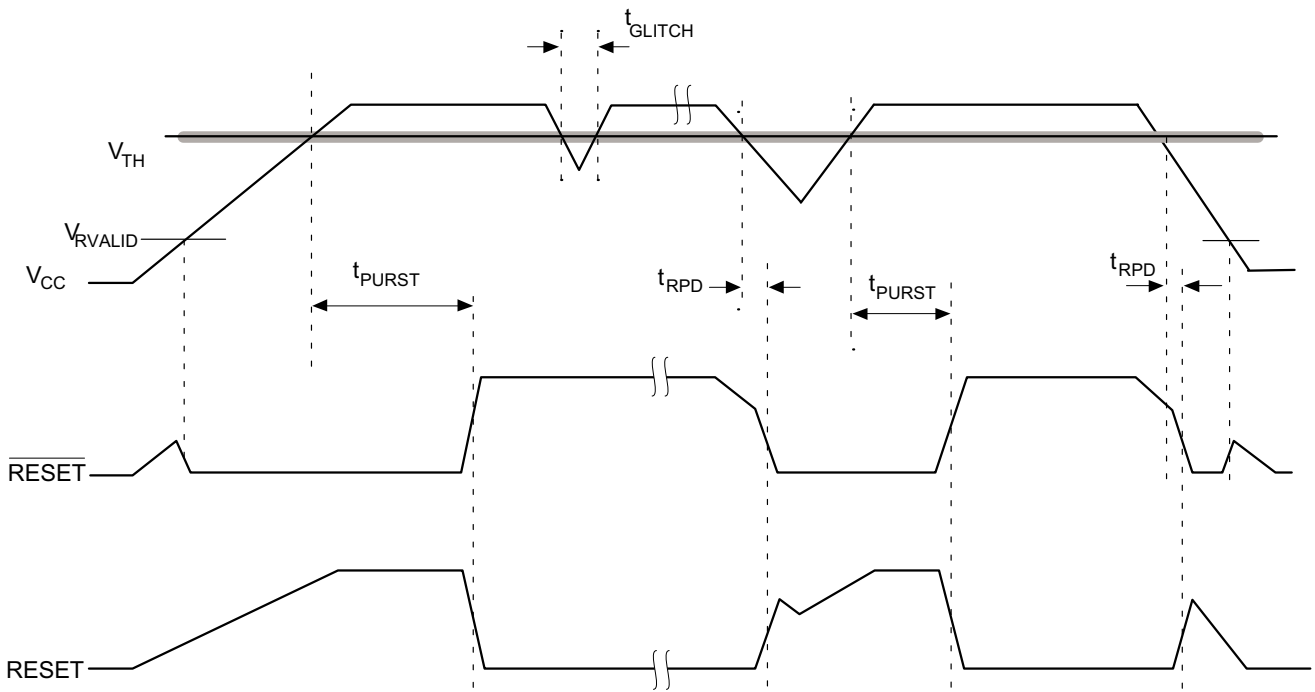 tGLITCH
VTH
VRVALID
VCC
tPURST
tRPD
tPURST
tRPD
RESET
RESET